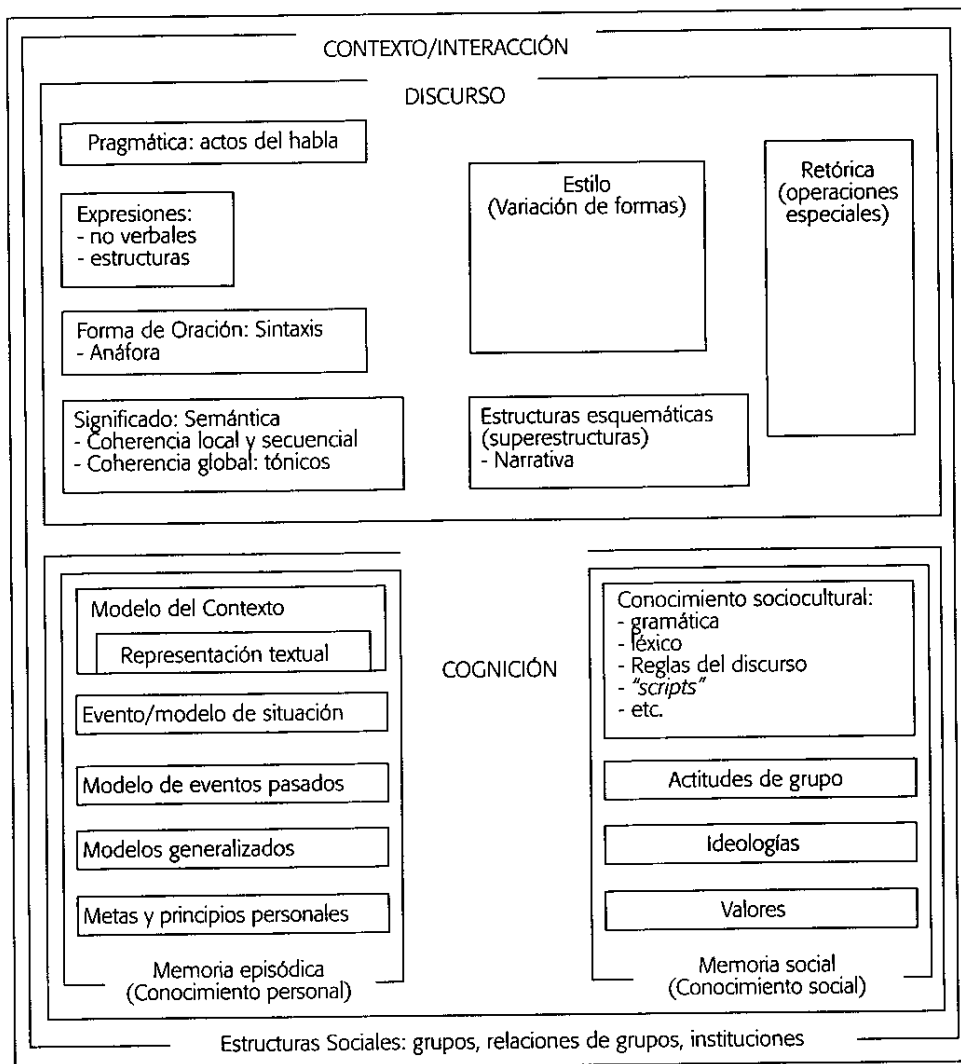 CONTEXTO/INTERACCIÓN
DISCURSO
Pragmática: actos del habla
Expresiones:
- no verbales
- estructuras
Forma de Oración: Sintaxis
- Anáfora
Significado: Semántica
- Coherencia local y secuencial
- Coherencia global: tónicos
Estilo
(Variación de formas)
Estructuras esquemáticas
(superestructuras)
- Narrativa
Retórica
(operaciones
especiales)
COGNICIÓN
Modelo del Contexto
Representación textual
Evento/modelo de situación
Modelo de eventos pasados
Modelos generalizados
Metas y principios personales
Memoria episódica
(Conocimiento personal)
Conocimiento sociocultural:
- gramática
- léxico
- Reglas del discurso
- "scripts"
- etc.
Actitudes de grupo
Ideologías
Valores
Memoria social
(Conocimiento social)
Estructuras Sociales: grupos, relaciones de grupos, instituciones